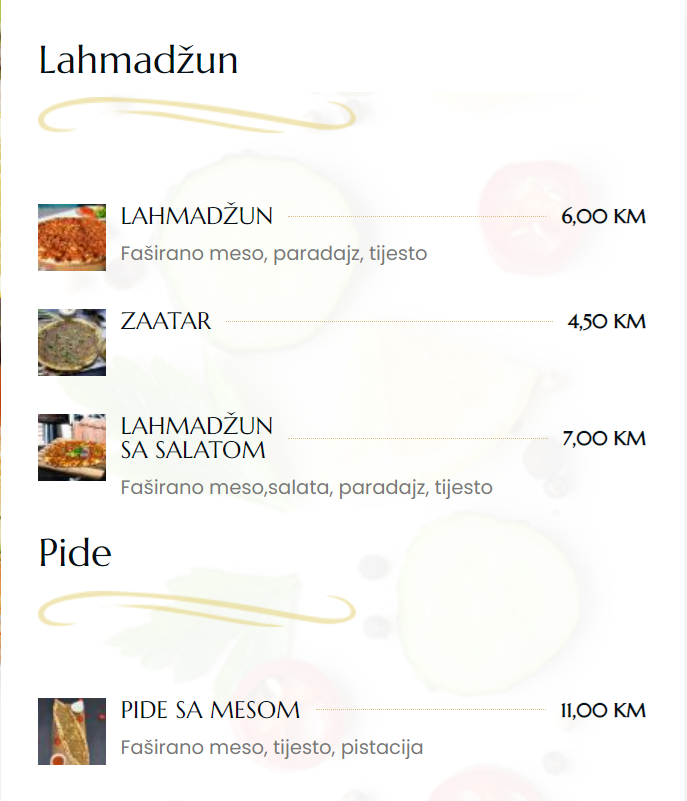 Lahmadžun
LAHMADŽUN 6,00 KM
Faširano meso, paradajz, tijesto
ZAATAR 4,50 KM
LAHMADŽUN
SA SALATOM 7,00 KM
Faširano meso,salata, paradajz, tijesto
Pide
PIDE SA MESOM 11,00 KM
Faširano meso, tijesto, pistacija